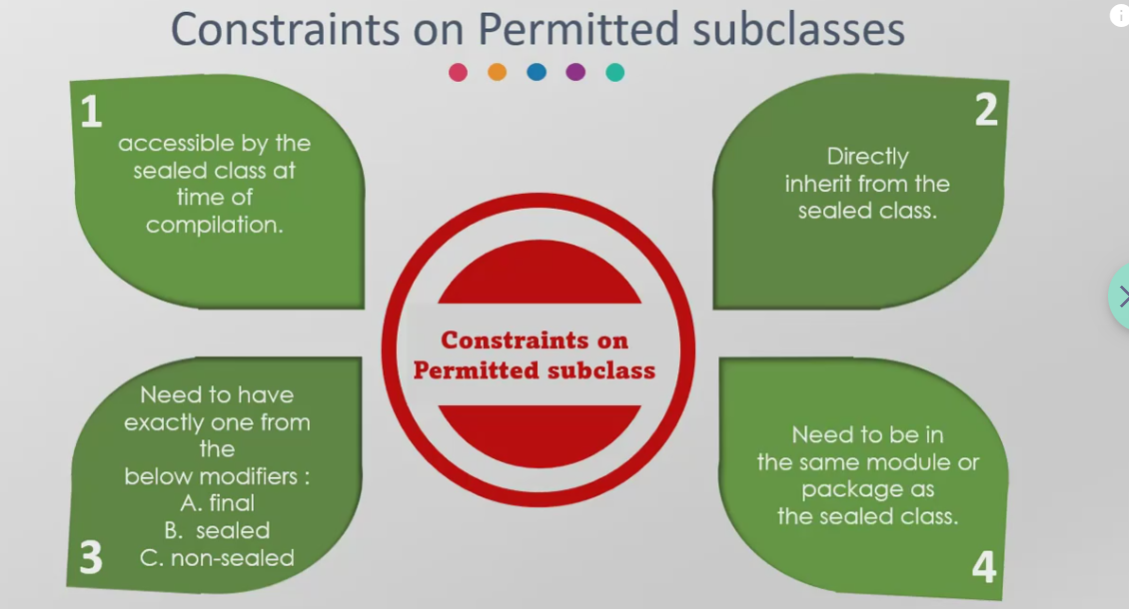 Constraints on Permitted subclasses
1
accessible by the
sealed class at
time of
compilation.
2
Directly
inherit from the
sealed class.
Constraints on
Permitted subclass
Need to have
exactly one from
the
below modifiers :
A. final
B. sealed
C. non-sealed
3
Need to be in
the same module or
package as
the sealed class.
4